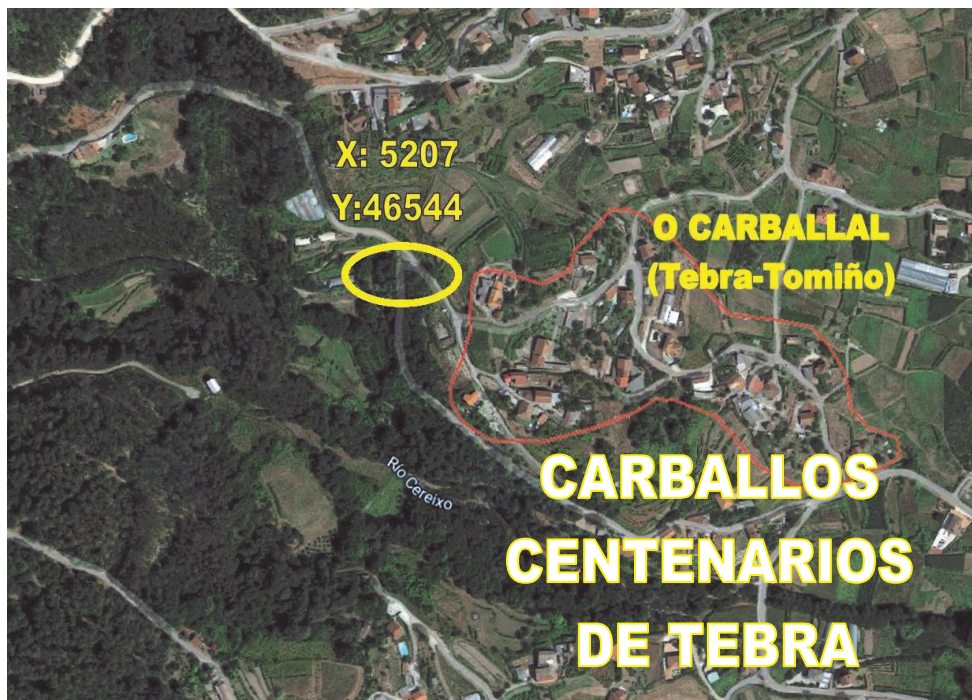 X: 5207
Y:46544
O CARBALLAL
(Tebra-Tomiño)
Río Cereixo
CARBALLOS
CENTENARIOS
DE TEBRA